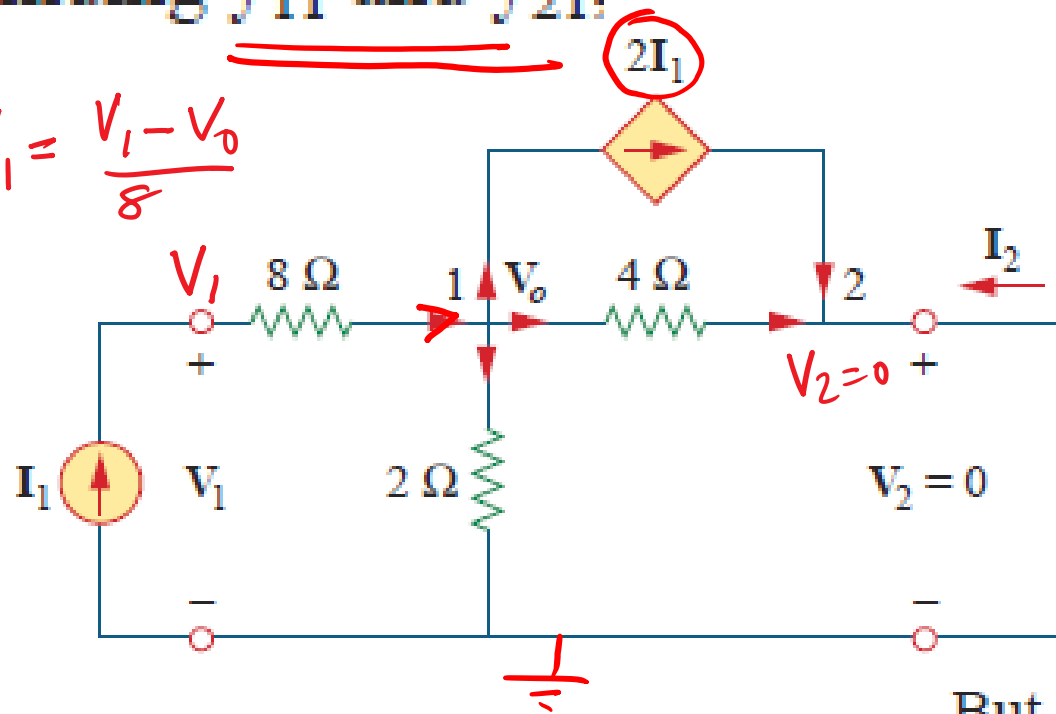 2I₁
V₁ – V₀
1 =
8
V₁
8 Ω
1
Vₒ
4 Ω
2
I₂
+
V₂=0
+
I₁
V₁
2 Ω
V₂ = 0
–
–
But